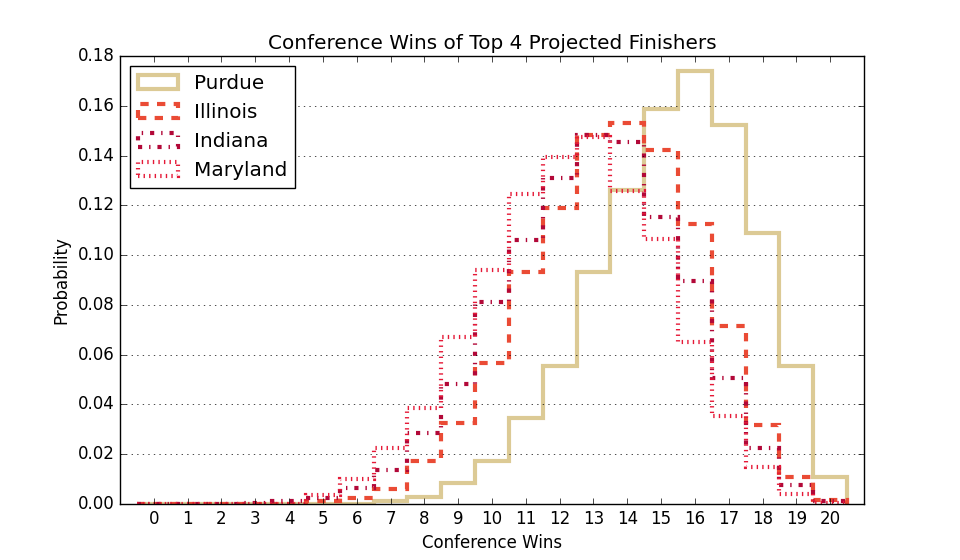 Conference Wins of Top 4 Projected Finishers
Purdue
Illinois
Indiana
Maryland
Probability
0.18
0.16
0.14
0.12
0.10
0.08
0.06
0.04
0.02
0.00
0 1 2 3 4 5 6 7 8 9 10 11 12 13 14 15 16 17 18 19 20
Conference Wins